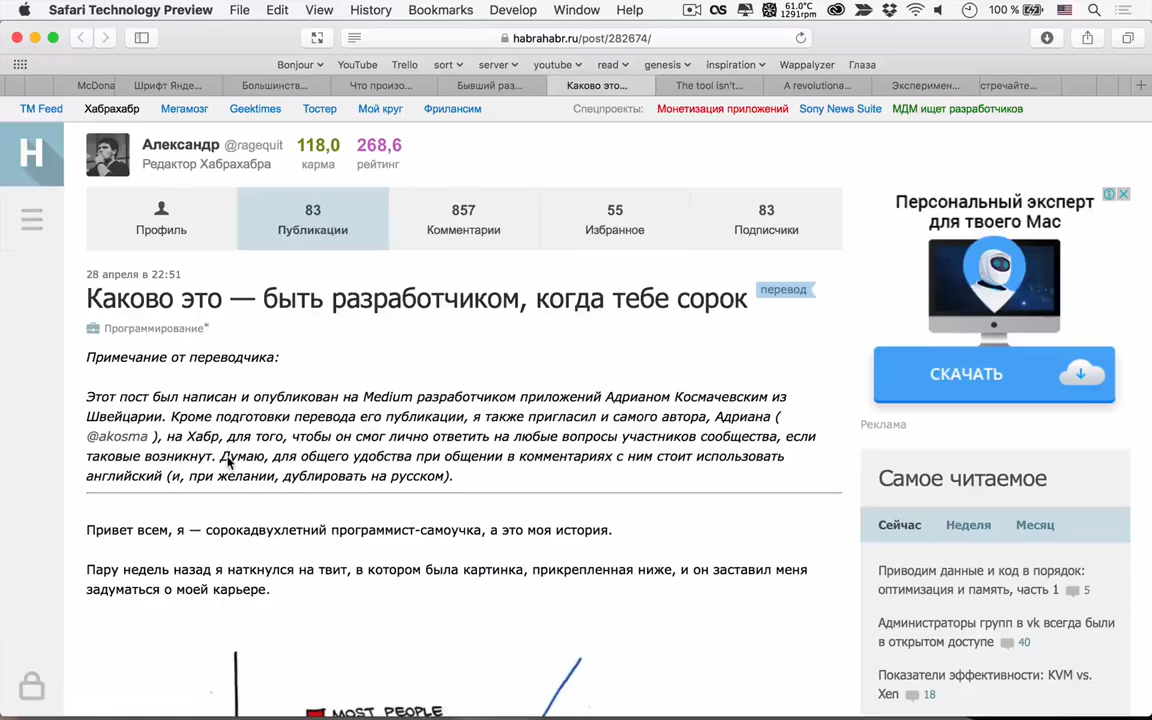 Safari Technology Preview File Edit View History Bookmarks Develop Window Help 61.0°C 1291rpm 100 %
habrahabr.ru/post/282674/
Bonjour YouTube Trello sort server youtube read genesis inspiration Wappalyzer Глаза
McDona Шрифт Янде... Большинств... Что произо... Бывший раз... Каково это... The tool isn't... A revolutiona... Эксперимен... стречайте...
TM Feed Хабрахабр Мегамозг Geektimes Тостер Мой круг Фрилансим Спецпроекты: Монетизация приложений Sony News Suite МДМ ищет разработчиков
H
Александр @ragequit
Редактор Хабрахабра
118,0
карма
268,6
рейтинг
Профиль
83
Публикации
857
Комментарии
55
Избранное
83
Подписчики
28 апреля в 22:51
Каково это — быть разработчиком, когда тебе сорок перевод
Программирование*
Примечание от переводчика:
Этот пост был написан и опубликован на Medium разработчиком приложений Адрианом Космачевским из
Швейцарии. Кроме подготовки перевода его публикации, я также пригласил и самого автора, Адриана (
@akosma ), на Хабр, для того, чтобы он смог лично ответить на любые вопросы участников сообщества, если
таковые возникнут. Думаю, для общего удобства при общении в комментариях с ним стоит использовать
английский (и, при желании, дублировать на русском).
Привет всем, я — сорокадвухлетний программист-самоучка, а это моя история.
Пару недель назад я наткнулся на твит, в котором была картинка, прикрепленная ниже, и он заставил меня
задуматься о моей карьере.
MOST PEOPLE
Персональный эксперт
для твоего Mac
СКАЧАТЬ
Реклама
Самое читаемое
Сейчас Неделя Месяц
Приводим данные и код в порядок:
оптимизация и память, часть 1 5
Администраторы групп в vk всегда были
в открытом доступе 40
Показатели эффективности: KVM vs.
Xen 18